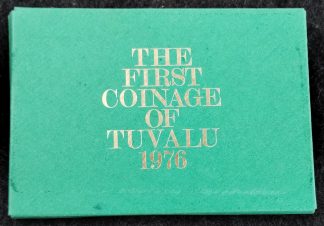 THE
FIRST
COINAGE
OF
TUVALU
1976